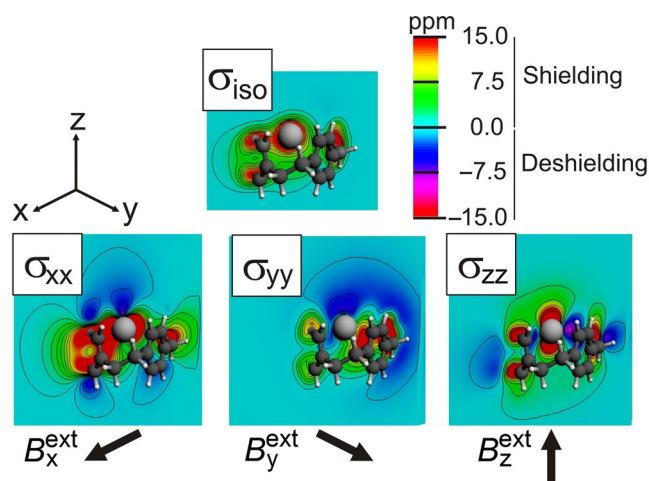 ppm
15.0
σiso
Shielding
7.5
z
0.0
−7.5
Deshielding
x
y
−15.0
σxx
σyy
σzz
Bxext
Byext
Bzext